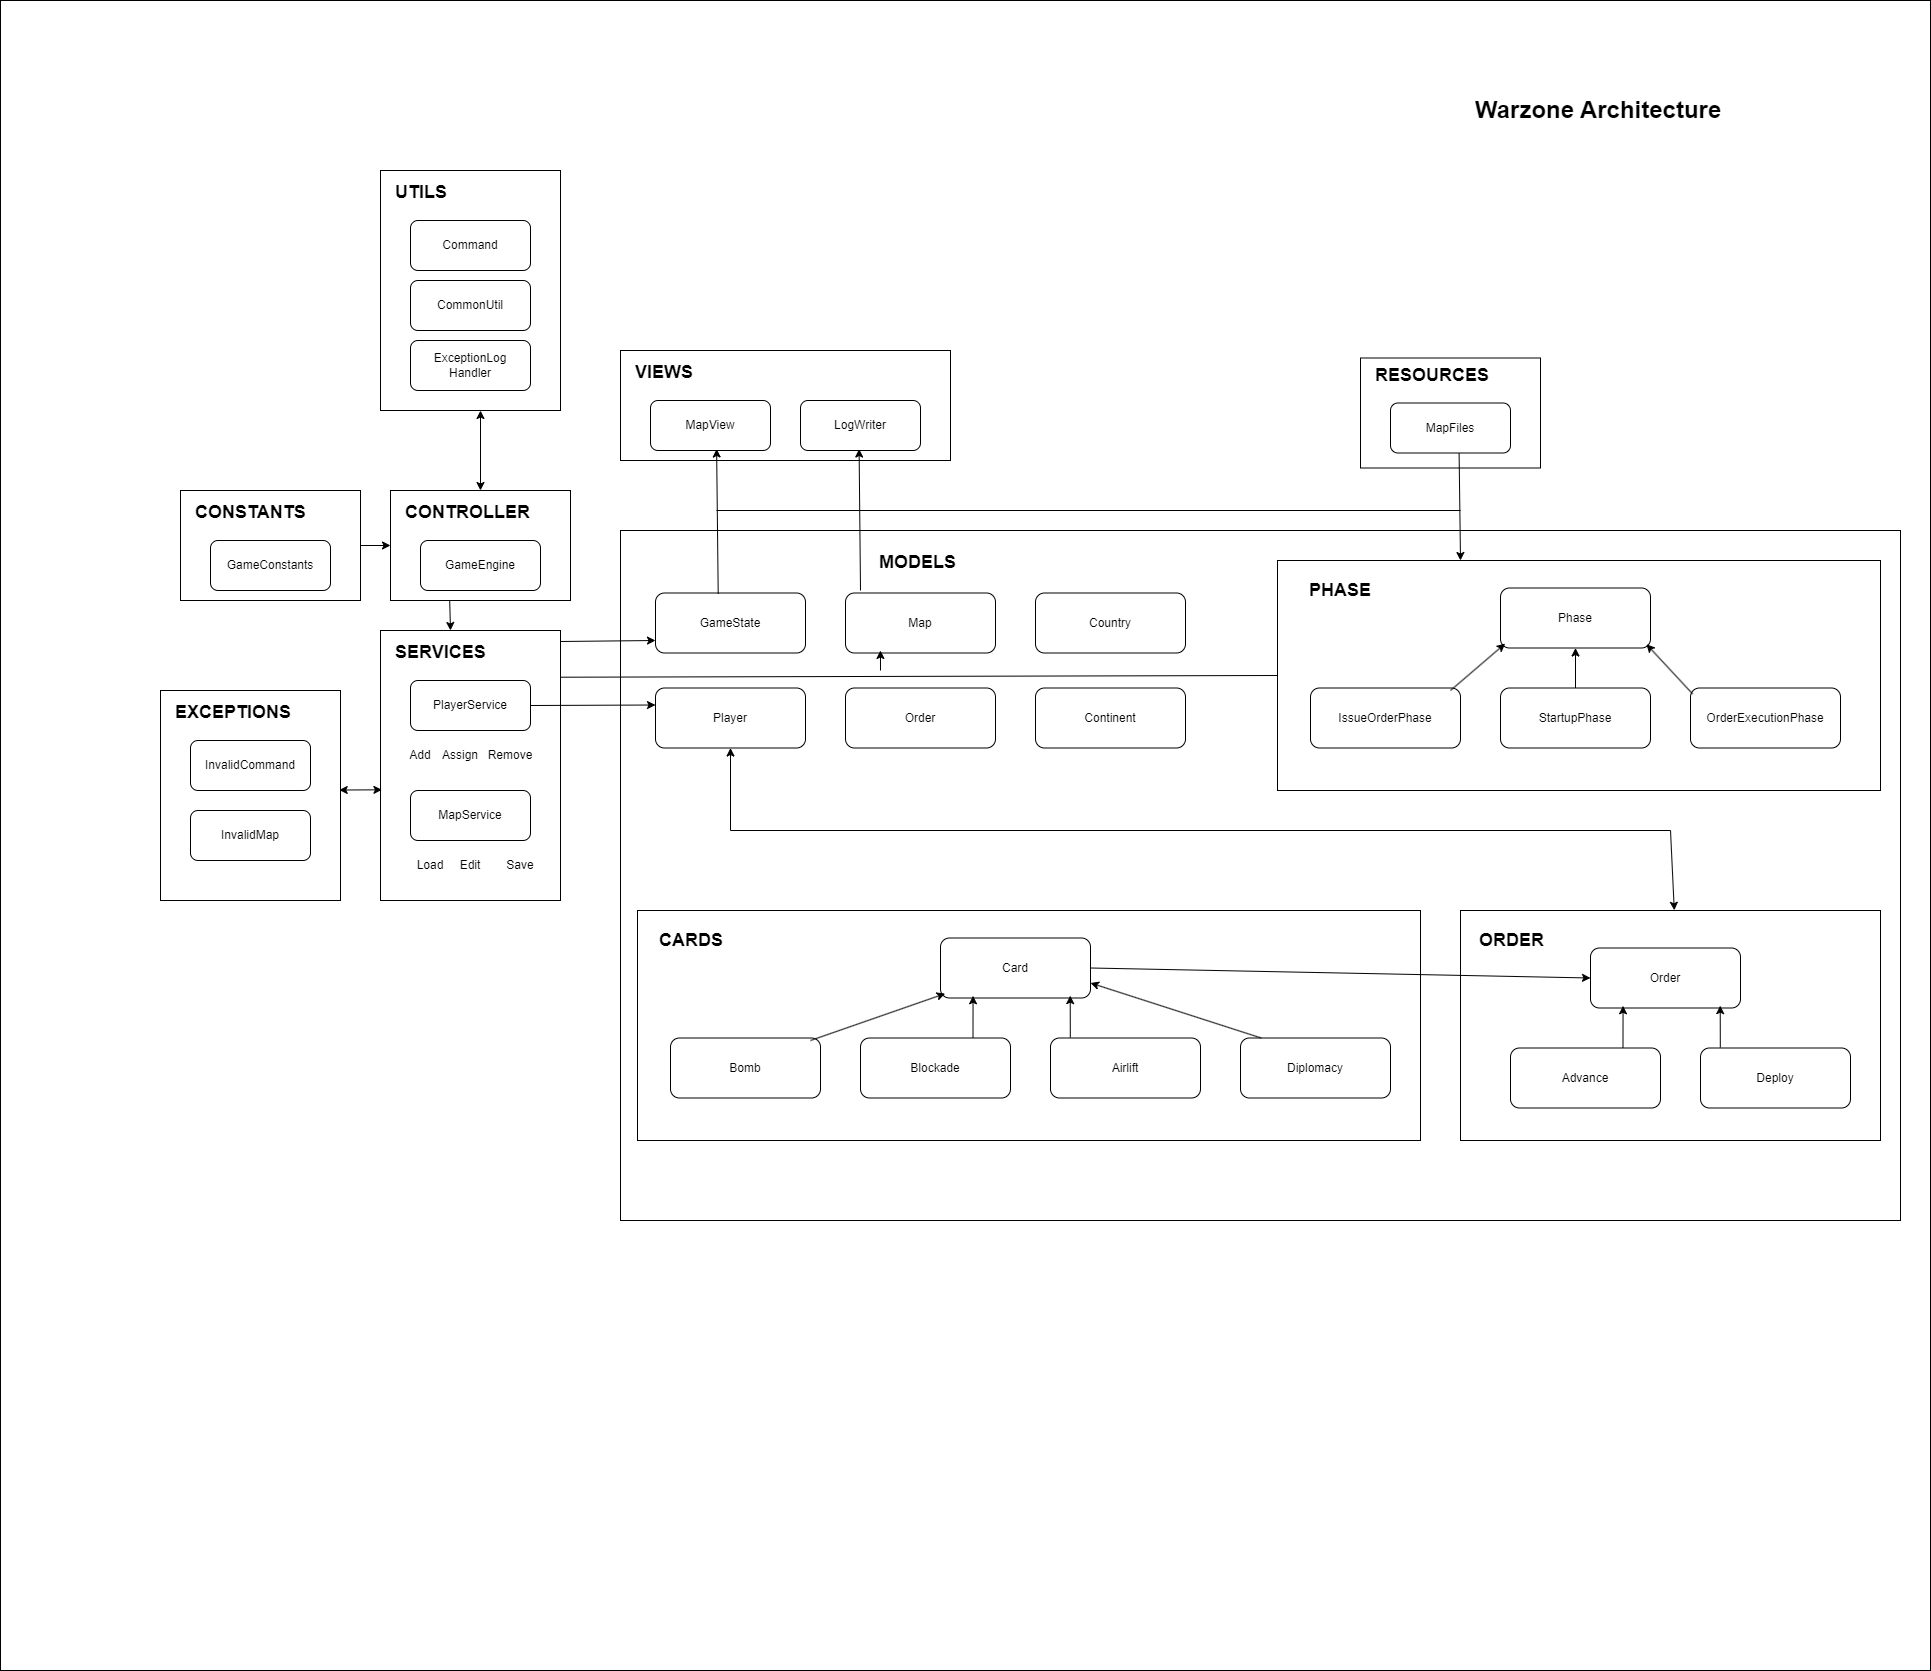 Warzone Architecture
UTILS
Command
CommonUtil
ExceptionLog
Handler
VIEWS
MapView
LogWriter
RESOURCES
MapFiles
CONSTANTS
GameConstants
CONTROLLER
GameEngine
SERVICES
PlayerService
Add Assign Remove
MapService
Load Edit Save
EXCEPTIONS
InvalidCommand
InvalidMap
MODELS
GameState
Map
Country
Player
Order
Continent
PHASE
Phase
IssueOrderPhase
StartupPhase
OrderExecutionPhase
CARDS
Card
Bomb
Blockade
Airlift
Diplomacy
ORDER
Order
Advance
Deploy